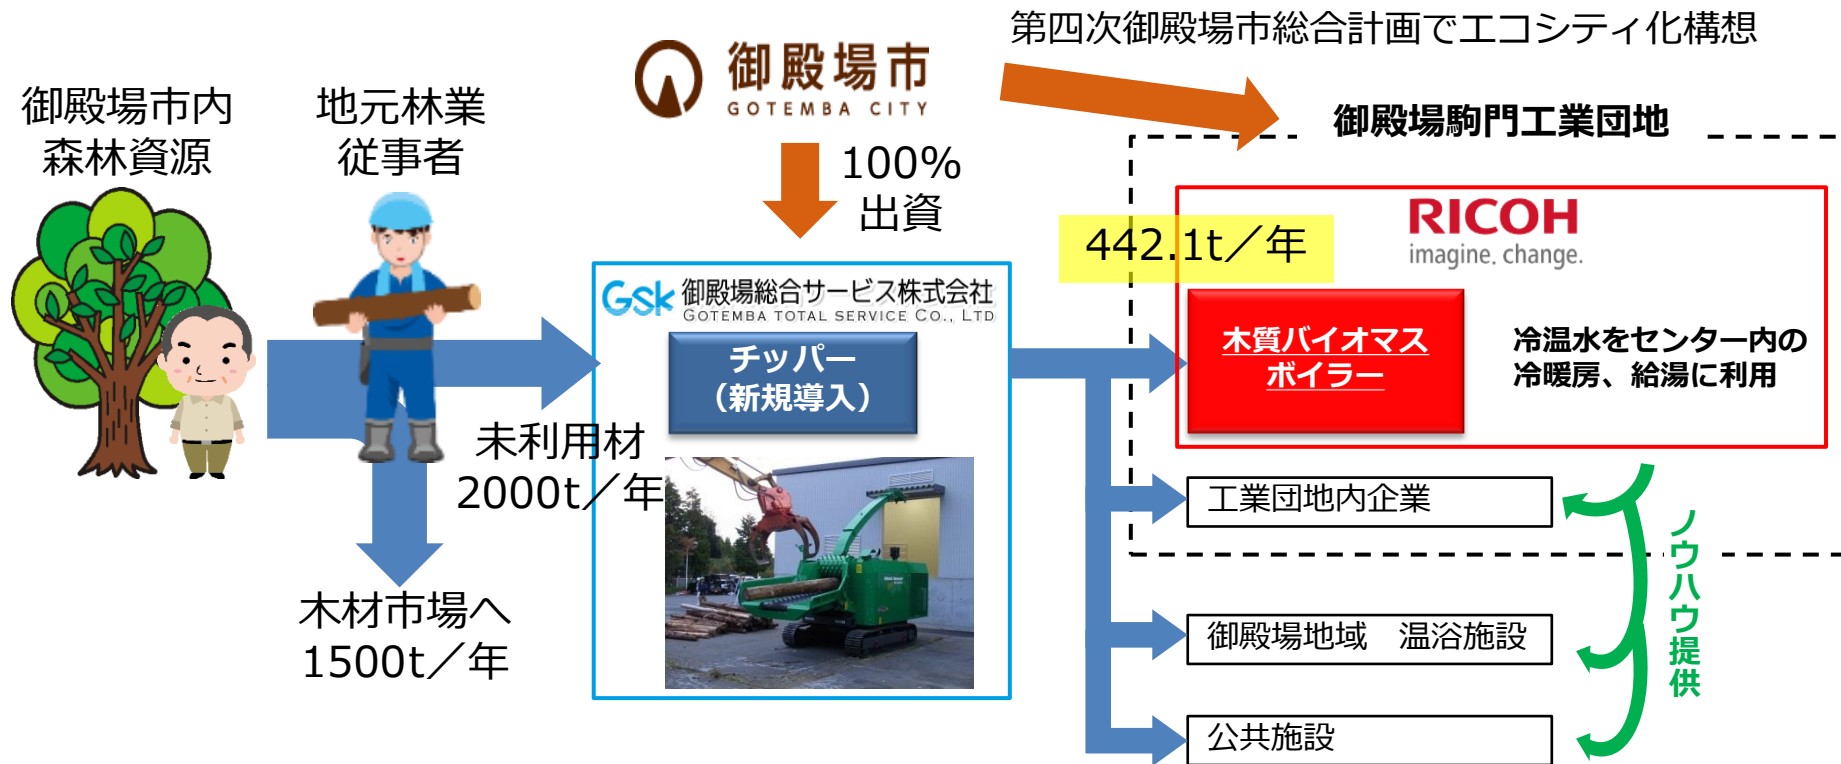 第四次御殿場市総合計画でエコシティ化構想
御殿場市
GOTEMBA CITY
御殿場市内
森林資源
地元林業
従事者
100%
出資
御殿場駒門工業団地
442.1t／年
RICOH
imagine. change.
Gsk 御殿場総合サービス株式会社
GOTEMBA TOTAL SERVICE CO., LTD
チッパー
（新規導入）
木質バイオマス
ボイラー
冷温水をセンター内の
冷暖房、給湯に利用
未利用材
2000t／年
木材市場へ
1500t／年
工業団地内企業
御殿場地域　温浴施設
公共施設
ノウハウ提供